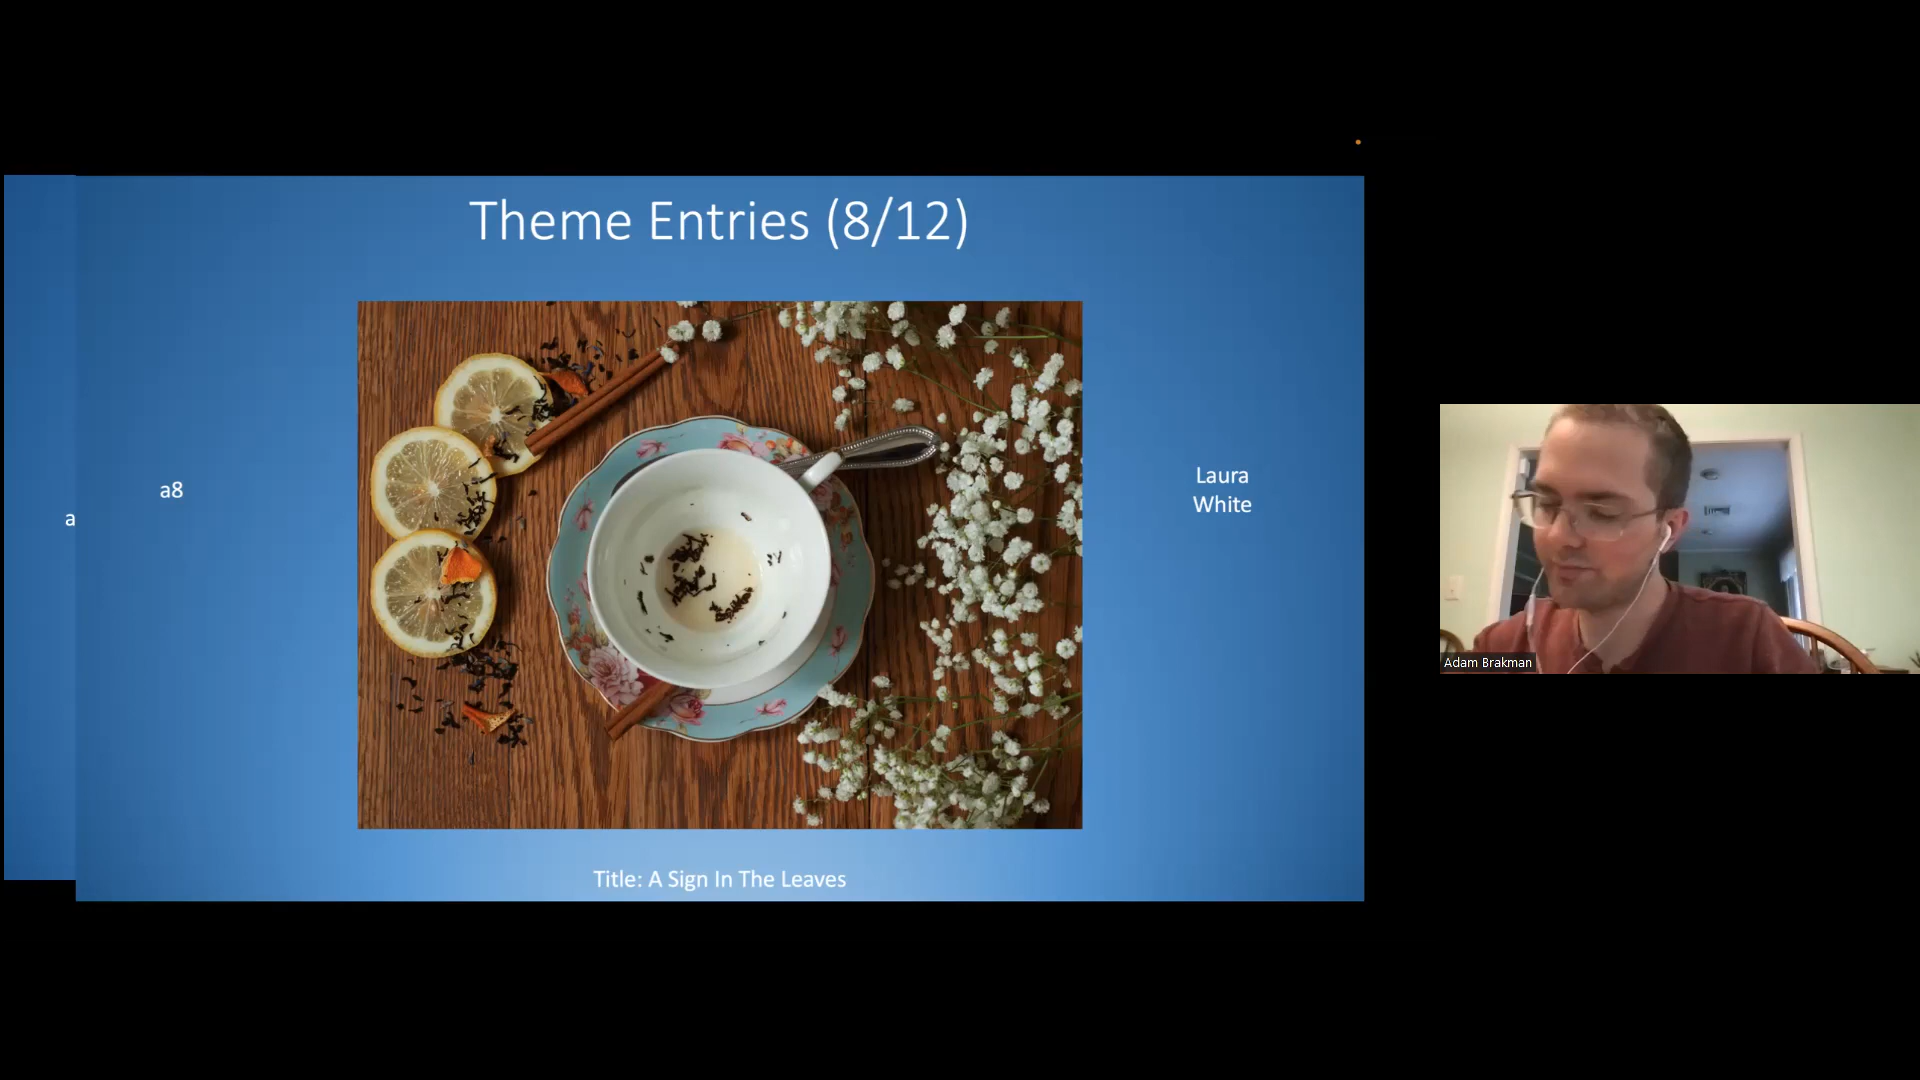 Theme Entries (8/12)
a
a8
Laura
White
Title: A Sign In The Leaves
Adam Brakman